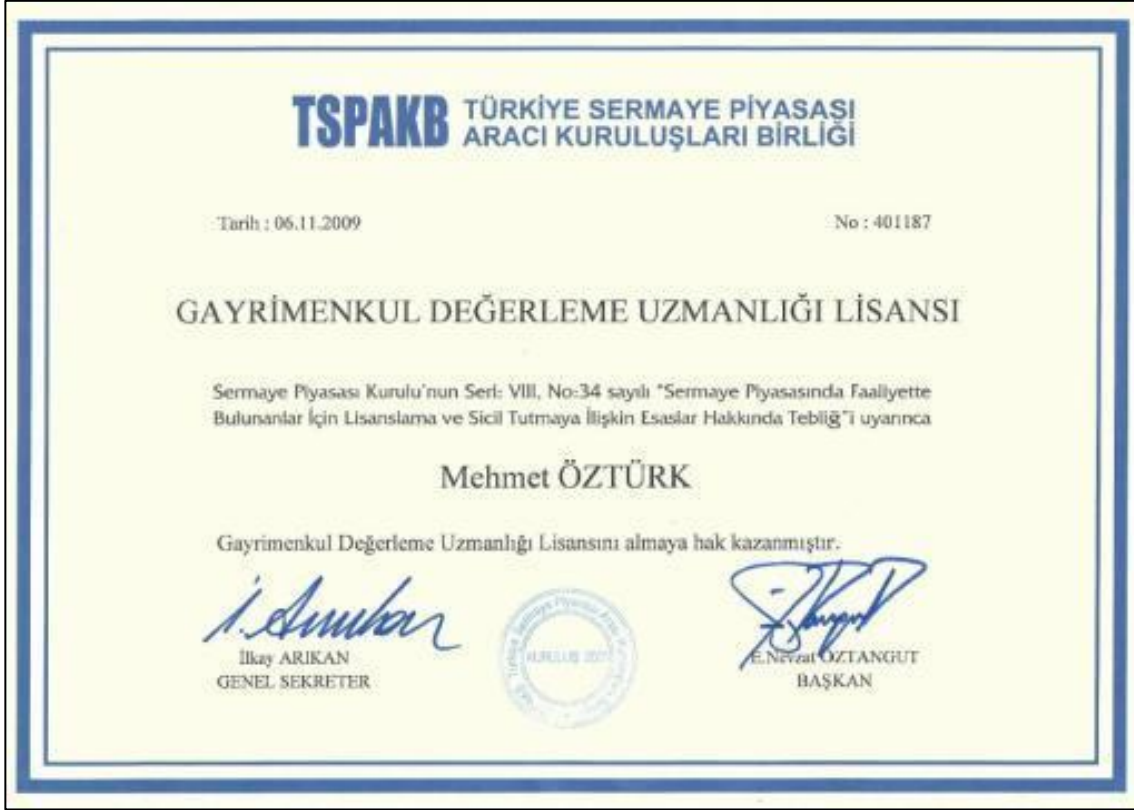 TSPAKB TÜRKİYE SERMAYE PİYASASI
ARACI KURULUŞLARI BİRLİĞİ
Tarih : 06.11.2009 No : 401187
GAYRİMENKUL DEĞERLEME UZMANLIĞI LİSANSI
Sermaye Piyasası Kurulu'nun Seri: VIII, No:34 sayılı "Sermaye Piyasasında Faaliyette
Bulunanlar İçin Lisanslama ve Sicil Tutmaya İlişkin Esaslar Hakkında Tebliğ"i uyarınca
Mehmet ÖZTÜRK
Gayrimenkul Değerleme Uzmanlığı Lisansını almaya hak kazanmıştır.
İlkay ARIKAN
GENEL SEKRETER
KURULUŞ
E.Nevzat ÖZTANGUT
BAŞKAN